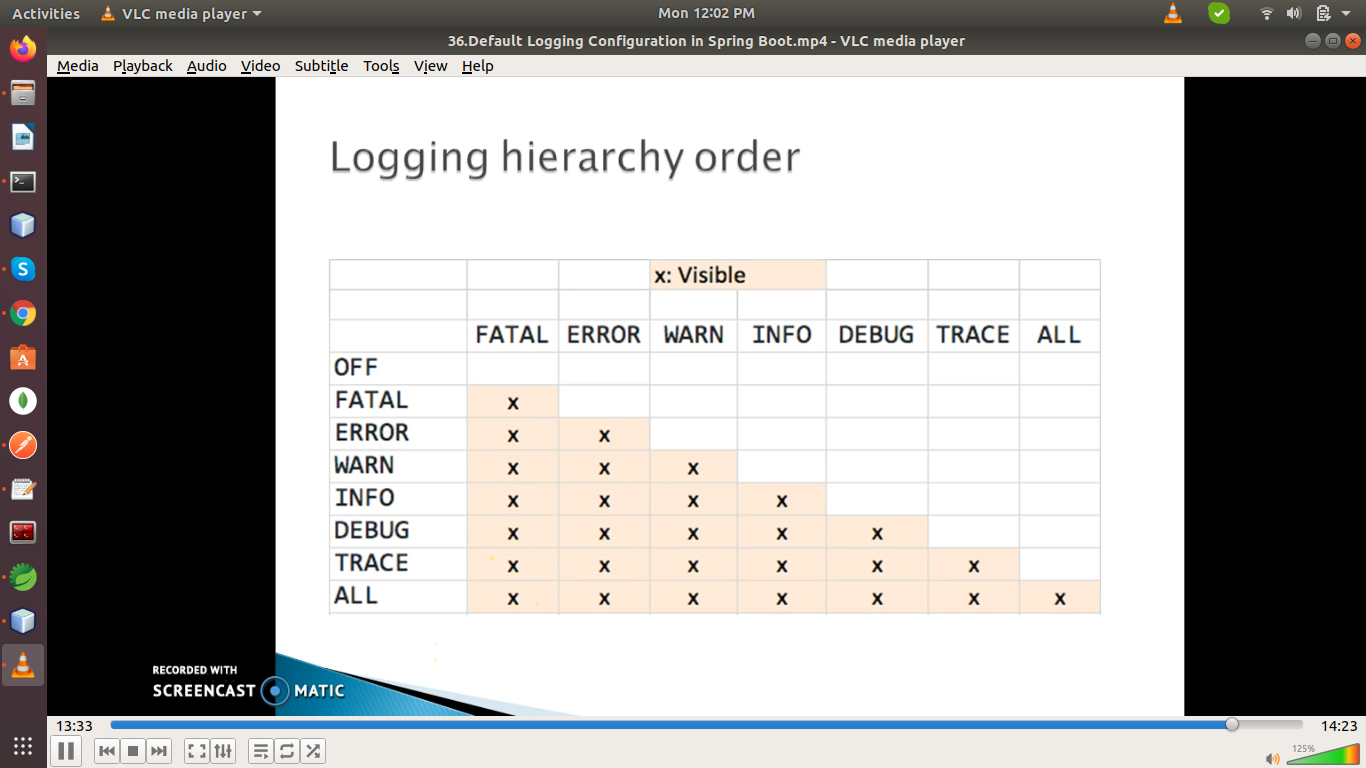 Activities VLC media player Mon 12:02 PM
36.Default Logging Configuration in Spring Boot.mp4 - VLC media player
Media Playback Audio Video Subtitle Tools View Help
Logging hierarchy order
x: Visible
FATAL ERROR WARN INFO DEBUG TRACE ALL
OFF
FATAL x
ERROR x x
WARN x x x
INFO x x x x
DEBUG x x x x x
TRACE x x x x x x
ALL x x x x x x x
RECORDED WITH
SCREENCAST MATIC
13:33 14:23
125%